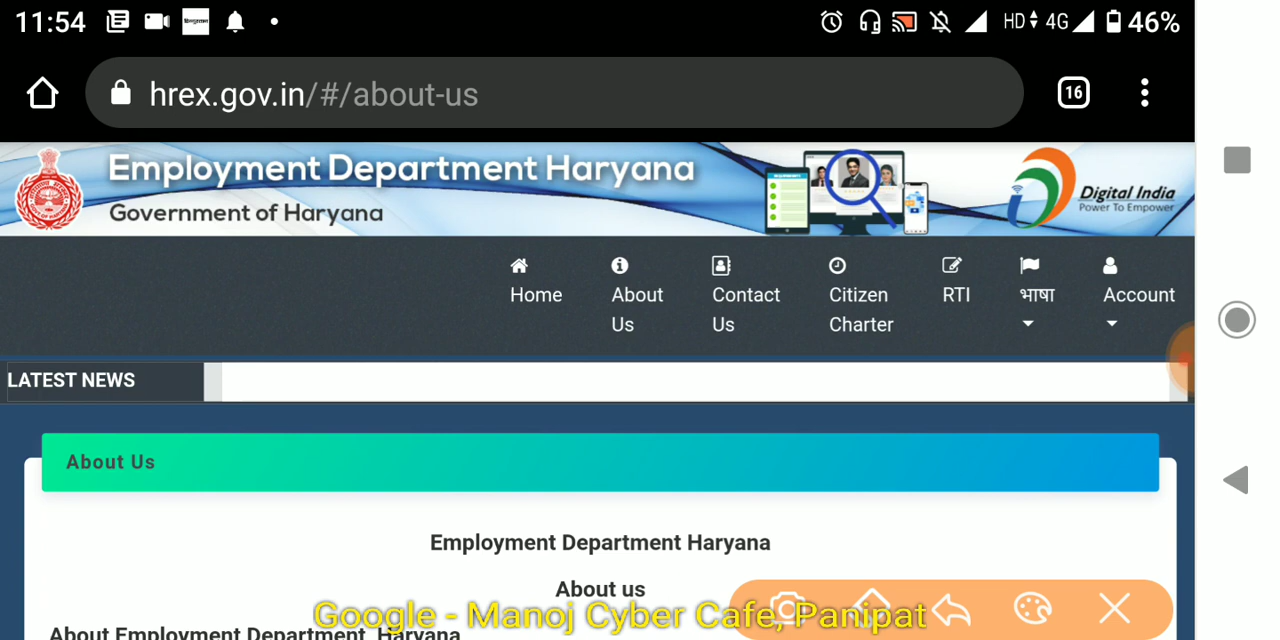 11:54 HD 4G 46%
hrex.gov.in/#/about-us 16
Employment Department Haryana
Government of Haryana
Digital India
Power To Empower
Home About Us Contact Us Citizen Charter RTI भाषा Account
LATEST NEWS
About Us
Employment Department Haryana
About us
Google - Manoj Cyber Cafe, Panipat
About Employment Department, Haryana